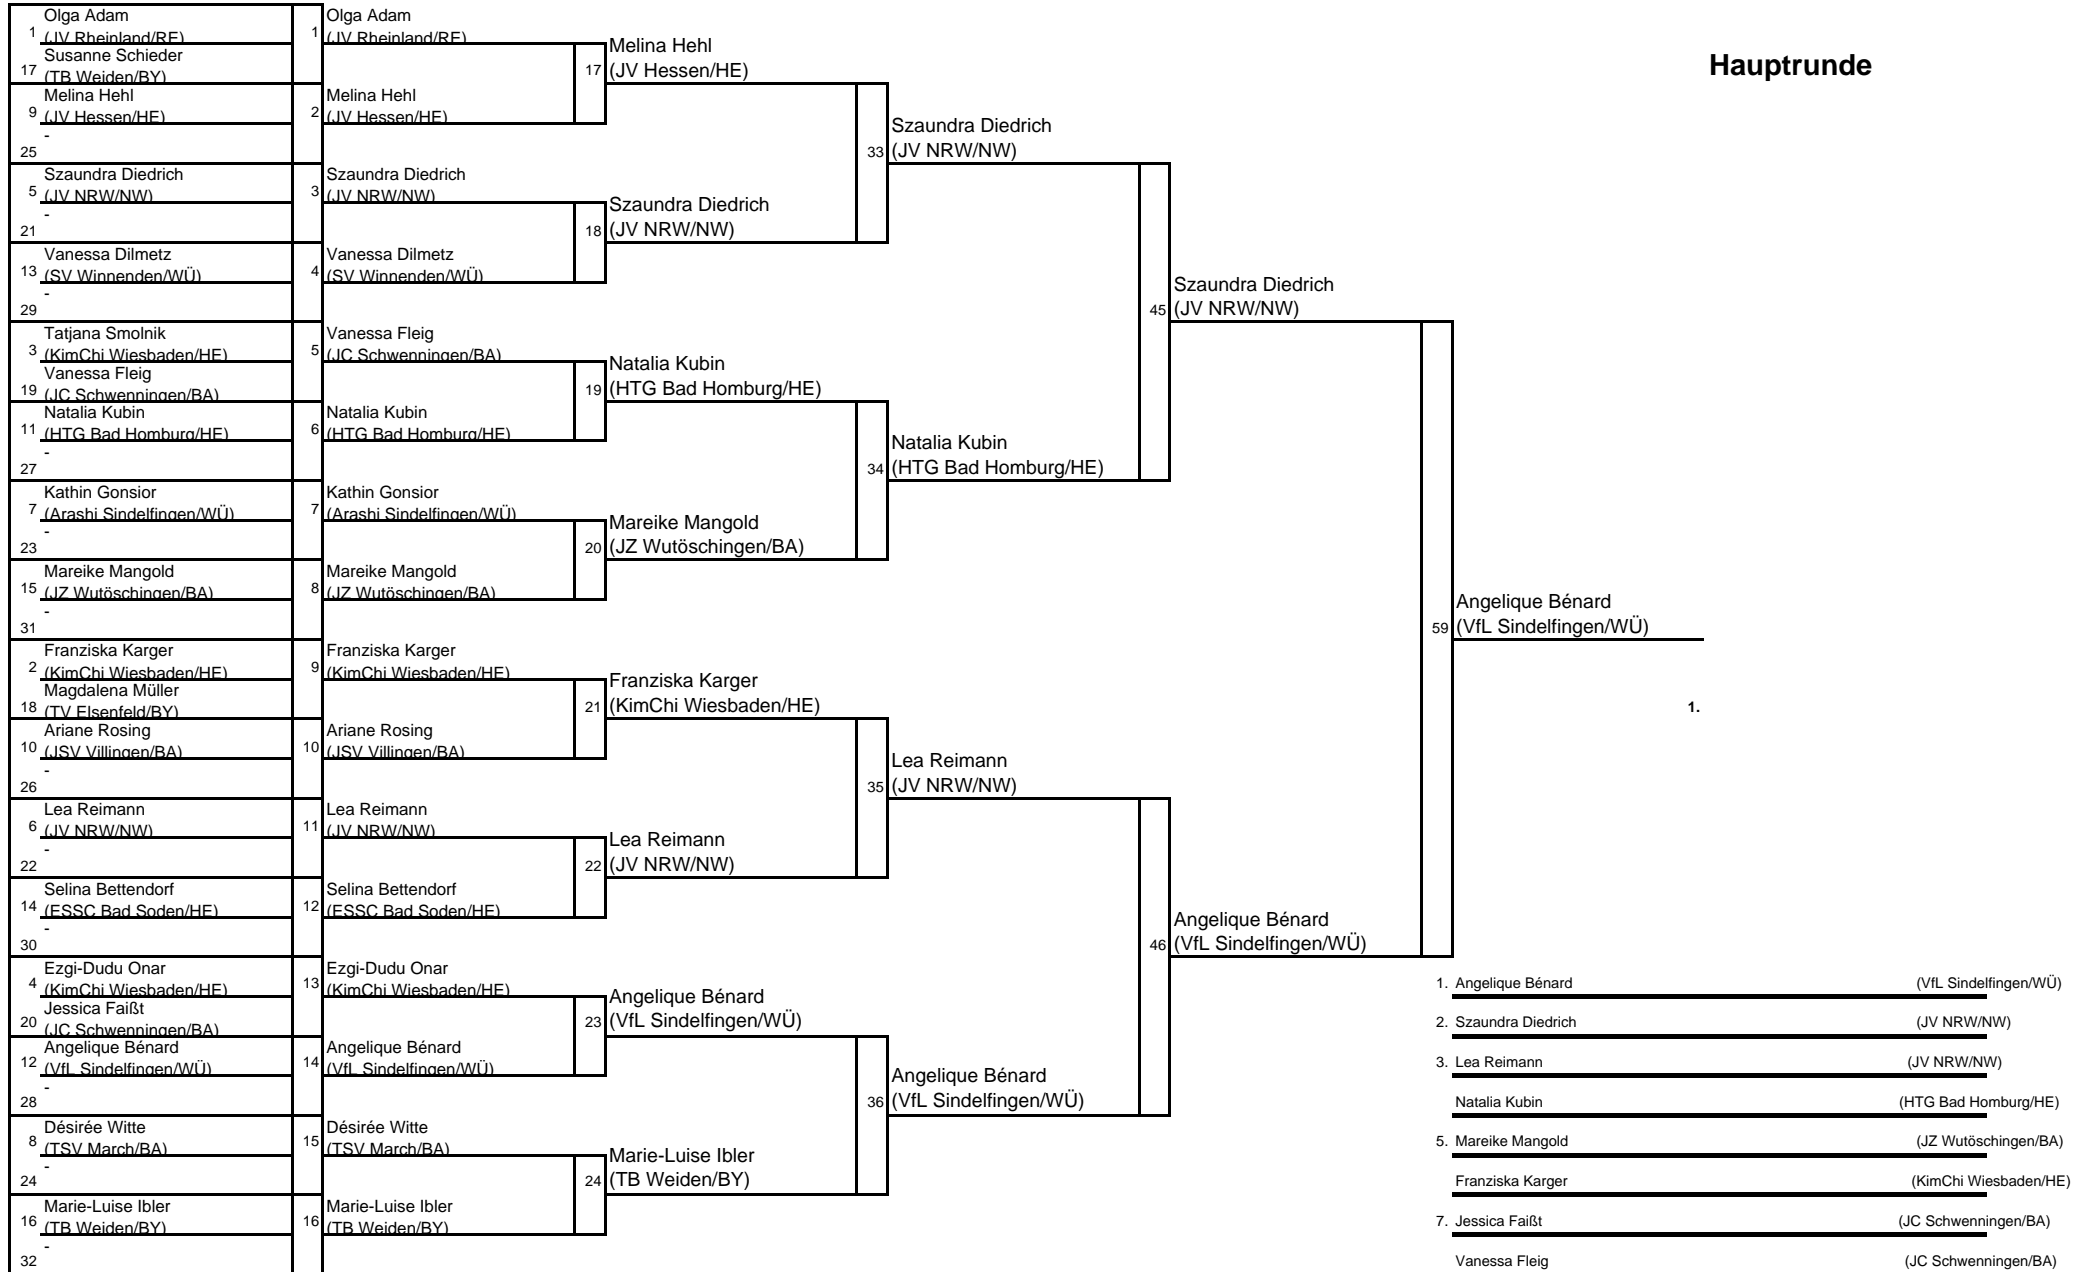 Hauptrunde
1 Olga Adam
(JV Rheinland/RE)
17 Susanne Schieder
(TB Weiden/BY)
9 Melina Hehl
(JV Hessen/HE)
25 -
5 Szaundra Diedrich
(JV NRW/NW)
21 -
13 Vanessa Dilmetz
(SV Winnenden/WÜ)
29 -
3 Tatjana Smolnik
(KimChi Wiesbaden/HE)
19 Vanessa Fleig
(JC Schwenningen/BA)
11 Natalia Kubin
(HTG Bad Homburg/HE)
27 -
7 Kathin Gonsior
(Arashi Sindelfingen/WÜ)
23 -
15 Mareike Mangold
(JZ Wutöschingen/BA)
31 -
2 Franziska Karger
(KimChi Wiesbaden/HE)
18 Magdalena Müller
(TV Elsenfeld/BY)
10 Ariane Rosing
(JSV Villingen/BA)
26 -
6 Lea Reimann
(JV NRW/NW)
22 -
14 Selina Bettendorf
(ESSC Bad Soden/HE)
30 -
4 Ezgi-Dudu Onar
(KimChi Wiesbaden/HE)
20 Jessica Faißt
(JC Schwenningen/BA)
12 Angelique Bénard
(VfL Sindelfingen/WÜ)
28 -
8 Désirée Witte
(TSV March/BA)
24 -
16 Marie-Luise Ibler
(TB Weiden/BY)
32 -
1 Olga Adam
(JV Rheinland/RE)
2 Melina Hehl
(JV Hessen/HE)
3 Szaundra Diedrich
(JV NRW/NW)
4 Vanessa Dilmetz
(SV Winnenden/WÜ)
5 Vanessa Fleig
(JC Schwenningen/BA)
6 Natalia Kubin
(HTG Bad Homburg/HE)
7 Kathin Gonsior
(Arashi Sindelfingen/WÜ)
8 Mareike Mangold
(JZ Wutöschingen/BA)
9 Franziska Karger
(KimChi Wiesbaden/HE)
10 Ariane Rosing
(JSV Villingen/BA)
11 Lea Reimann
(JV NRW/NW)
12 Selina Bettendorf
(ESSC Bad Soden/HE)
13 Ezgi-Dudu Onar
(KimChi Wiesbaden/HE)
14 Angelique Bénard
(VfL Sindelfingen/WÜ)
15 Désirée Witte
(TSV March/BA)
16 Marie-Luise Ibler
(TB Weiden/BY)
17 Melina Hehl
(JV Hessen/HE)
18 Szaundra Diedrich
(JV NRW/NW)
19 Natalia Kubin
(HTG Bad Homburg/HE)
20 Mareike Mangold
(JZ Wutöschingen/BA)
21 Franziska Karger
(KimChi Wiesbaden/HE)
22 Lea Reimann
(JV NRW/NW)
23 Angelique Bénard
(VfL Sindelfingen/WÜ)
24 Marie-Luise Ibler
(TB Weiden/BY)
33 Szaundra Diedrich
(JV NRW/NW)
34 Natalia Kubin
(HTG Bad Homburg/HE)
35 Lea Reimann
(JV NRW/NW)
36 Angelique Bénard
(VfL Sindelfingen/WÜ)
45 Szaundra Diedrich
(JV NRW/NW)
46 Angelique Bénard
(VfL Sindelfingen/WÜ)
59 Angelique Bénard
(VfL Sindelfingen/WÜ)
1.
1. Angelique Bénard (VfL Sindelfingen/WÜ)
2. Szaundra Diedrich (JV NRW/NW)
3. Lea Reimann (JV NRW/NW)
Natalia Kubin (HTG Bad Homburg/HE)
5. Mareike Mangold (JZ Wutöschingen/BA)
Franziska Karger (KimChi Wiesbaden/HE)
7. Jessica Faißt (JC Schwenningen/BA)
Vanessa Fleig (JC Schwenningen/BA)